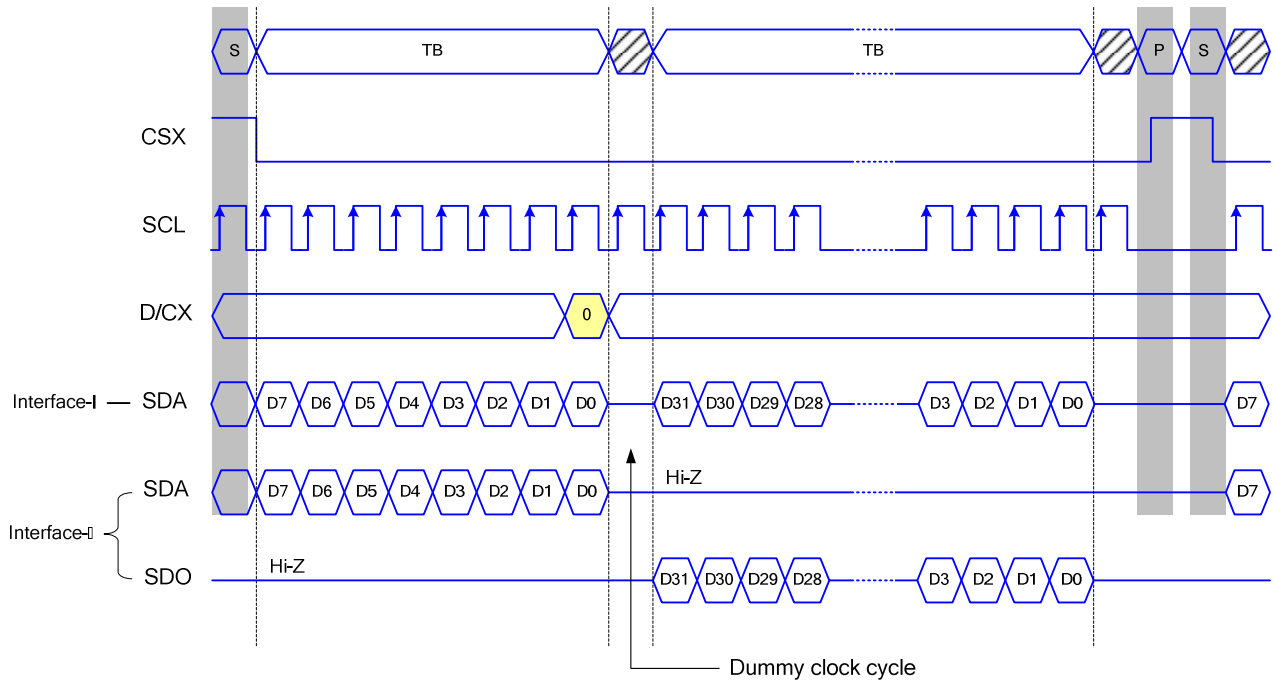 S TB TB P S
CSX
SCL
D/CX 0
Interface-I SDA D7 D6 D5 D4 D3 D2 D1 D0 D31 D30 D29 D28 D3 D2 D1 D0 D7
SDA D7 D6 D5 D4 D3 D2 D1 D0 Hi-Z D7
Interface-▯
SDO Hi-Z D31 D30 D29 D28 D3 D2 D1 D0
Dummy clock cycle